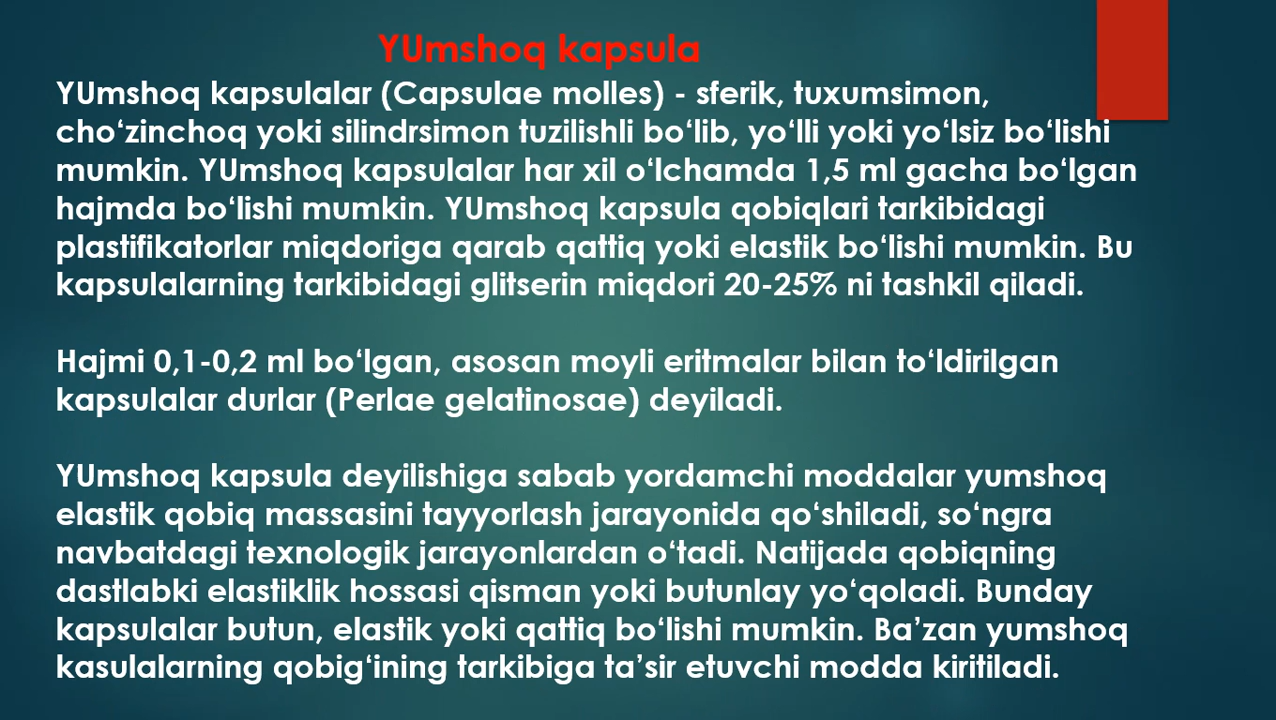 YUmshoq kapsula
YUmshoq kapsulalar (Capsulae molles) - sferik, tuxumsimon,
cho‘zinchoq yoki silindrsimon tuzilishli bo‘lib, yo‘lli yoki yo‘lsiz bo‘lishi
mumkin. YUmshoq kapsulalar har xil o‘lchamda 1,5 ml gacha bo‘lgan
hajmda bo‘lishi mumkin. YUmshoq kapsula qobiqlari tarkibidagi
plastifikatorlar miqdoriga qarab qattiq yoki elastik bo‘lishi mumkin. Bu
kapsulalarning tarkibidagi glitserin miqdori 20-25% ni tashkil qiladi.
Hajmi 0,1-0,2 ml bo‘lgan, asosan moyli eritmalar bilan to‘ldirilgan
kapsulalar durlar (Perlae gelatinosae) deyiladi.
YUmshoq kapsula deyilishiga sabab yordamchi moddalar yumshoq
elastik qobiq massasini tayyorlash jarayonida qo‘shiladi, so‘ngra
navbatdagi texnologik jarayonlardan o‘tadi. Natijada qobiqning
dastlabki elastiklik hossasi qisman yoki butunlay yo‘qoladi. Bunday
kapsulalar butun, elastik yoki qattiq bo‘lishi mumkin. Ba’zan yumshoq
kasulalarning qobig‘ining tarkibiga ta’sir etuvchi modda kiritiladi.